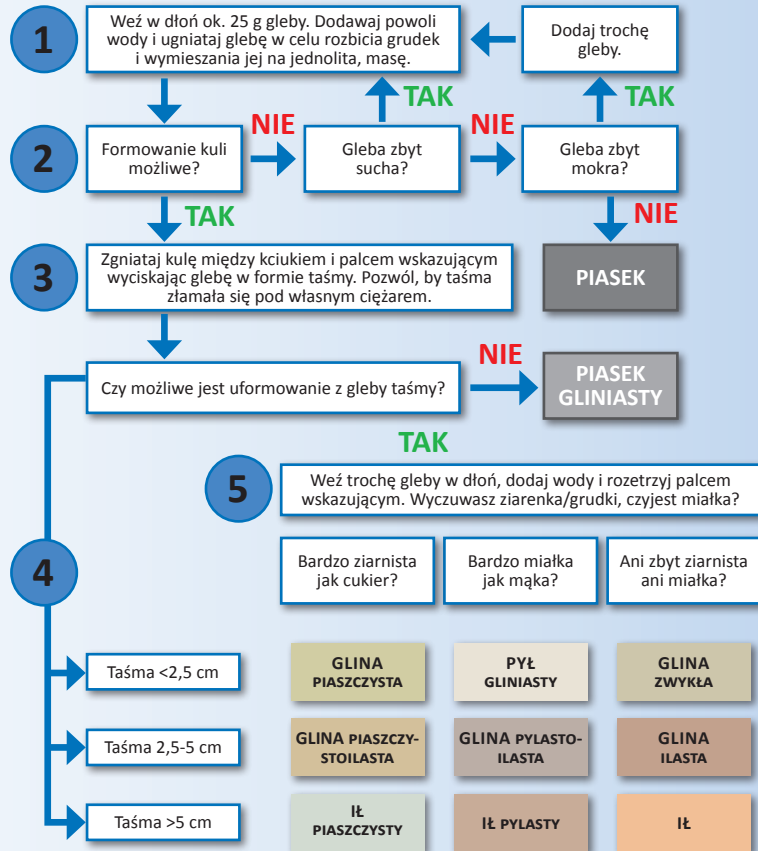 1
Weź w dłoń ok. 25 g gleby. Dodawaj powoli
wody i ugniataj glebę w celu rozbicia grudek
i wymieszania jej na jednolita, masę.
Dodaj trochę
gleby.
TAK
TAK
NIE
NIE
2
Formowanie kuli
możliwe?
Gleba zbyt
sucha?
Gleba zbyt
mokra?
TAK
NIE
3
Zgniataj kulę między kciukiem i palcem wskazującym
wyciskając glebę w formie taśmy. Pozwól, by taśma
złamała się pod własnym ciężarem.
PIASEK
Czy możliwe jest uformowanie z gleby taśmy?
NIE
PIASEK
GLINIASTY
TAK
5
Weź trochę gleby w dłoń, dodaj wody i rozetrzyj palcem
wskazującym. Wyczuwasz ziarenka/grudki, czyjest miałka?
4
Bardzo ziarnista
jak cukier?
Bardzo miałka
jak mąka?
Ani zbyt ziarnista
ani miałka?
Taśma <2,5 cm
GLINA
PIASZCZYSTA
PYŁ
GLINIASTY
GLINA
ZWYKŁA
Taśma 2,5-5 cm
GLINA PIASZCZY-
STOILASTA
GLINA PYLASTO-
ILASTA
GLINA
ILASTA
Taśma >5 cm
IŁ
PIASZCZYSTY
IŁ PYLASTY
IŁ